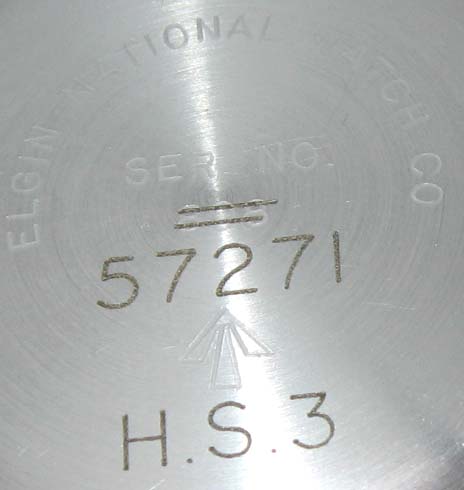 ELGIN NATIONAL WATCH CO
SER. NO.
57271
H.S.3